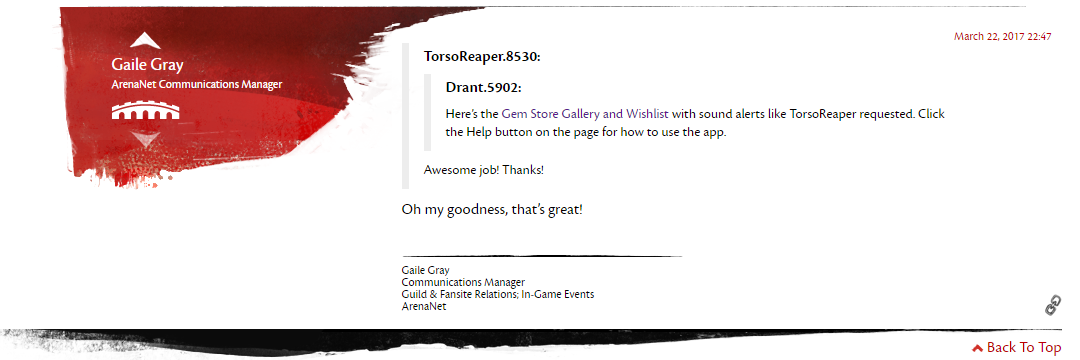 March 22, 2017 22:47
Gaile Gray
ArenaNet Communications Manager
TorsoReaper.8530:
Drant.5902:
Here's the Gem Store Gallery and Wishlist with sound alerts like TorsoReaper requested. Click
the Help button on the page for how to use the app.
Awesome job! Thanks!
Oh my goodness, that's great!
Gaile Gray
Communications Manager
Guild & Fansite Relations; In-Game Events
ArenaNet
Back To Top